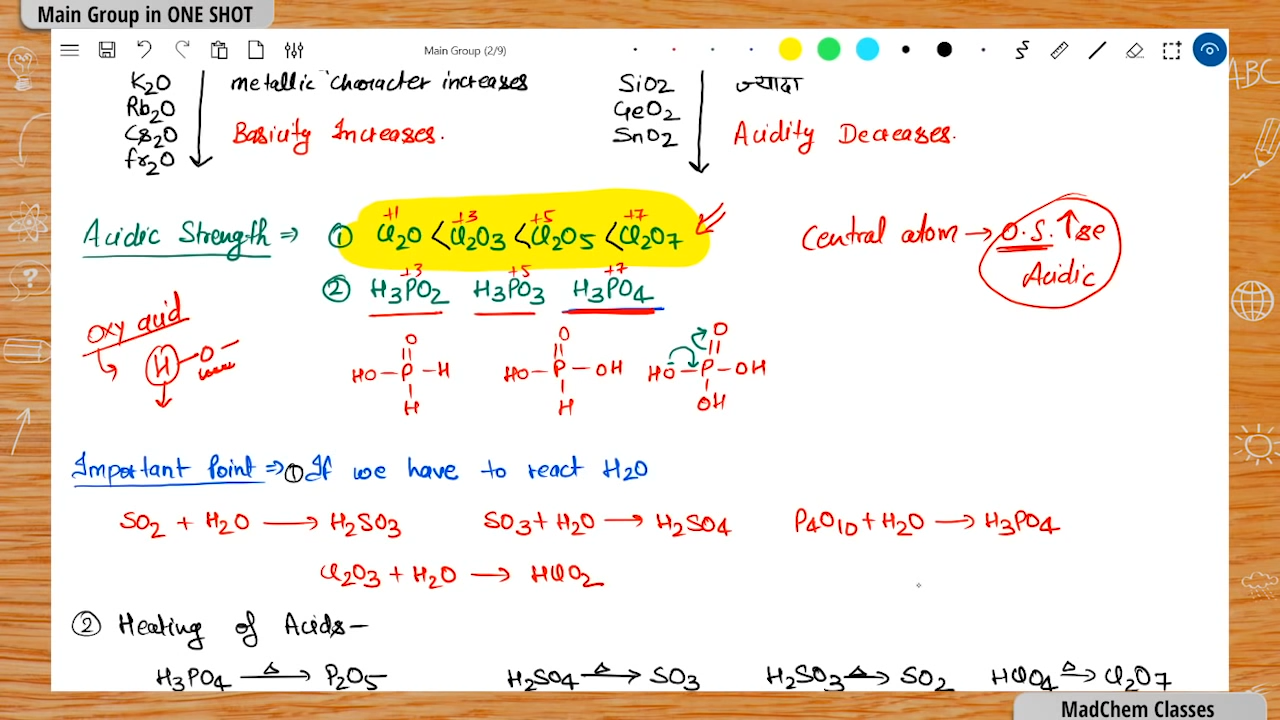 Main Group in ONE SHOT
Main Group (2/9)
K2O metallic character increases SiO2 ज्यादा
Rb2O GeO2
Cs2O Basicity Increases. SnO2 Acidity Decreases.
fr2O
+1 +3 +5 +7
Acidic Strength ⇒ ① Cl2O < Cl2O3 < Cl2O5 < Cl2O7 Central atom → O.S. ↑se
Acidic
+3 +5 +7
② H3PO2 H3PO3 H3PO4
Oxy acid
H-O-
O O O
HO-P-H HO-P-OH HO-P-OH
H H OH
Important Point ⇒ ① If we have to react H2O
SO2 + H2O → H2SO3 SO3 + H2O → H2SO4 P4O10 + H2O → H3PO4
Cl2O3 + H2O → HClO2
② Heating of Acids-
H3PO4 Δ→ P2O5 H2SO4 Δ→ SO3 H2SO3 Δ→ SO2 HClO4 Δ→ Cl2O7
MadChem Classes
ABC